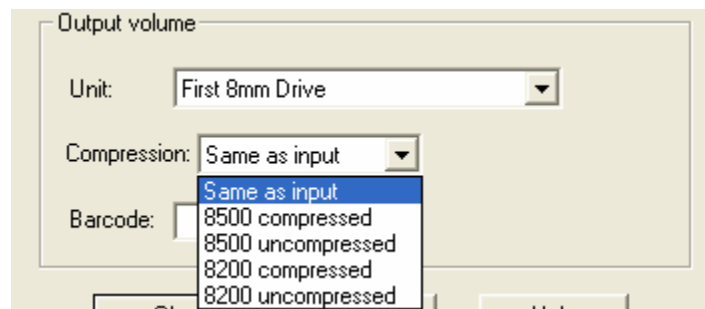 Output volume
Unit: First 8mm Drive
Compression: Same as input
Same as input
8500 compressed
Barcode:
8500 uncompressed
8200 compressed
8200 uncompressed